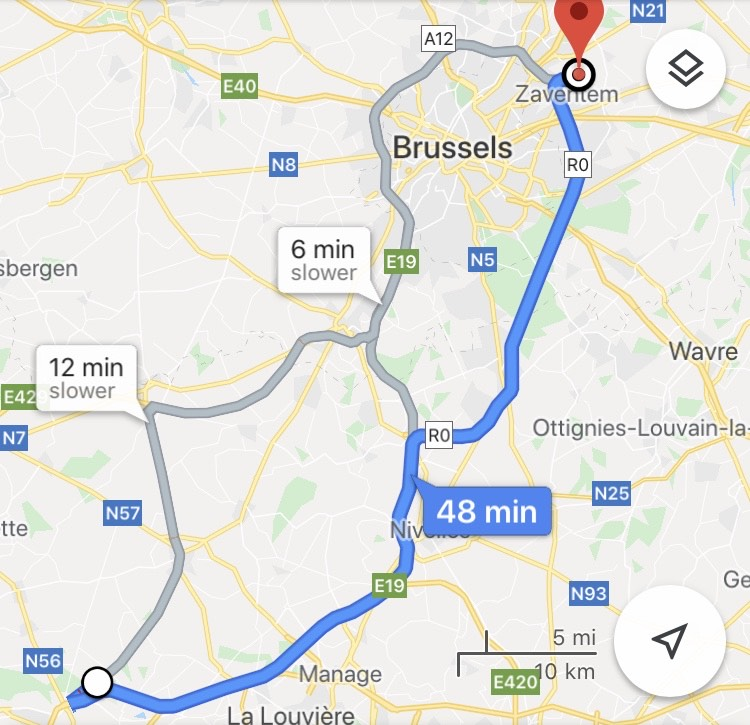 N21
A12
E40
Zaventem
Brussels
N8
R0
6 min
slower
E19
N5
sbergen
12 min
slower
Wavre
E42
N7
R0
Ottignies-Louvain-la-
48 min
N25
N57
tte
Nivelles
E19
N93
Ge
5 mi
N56
Manage
10 km
E420
La Louvière